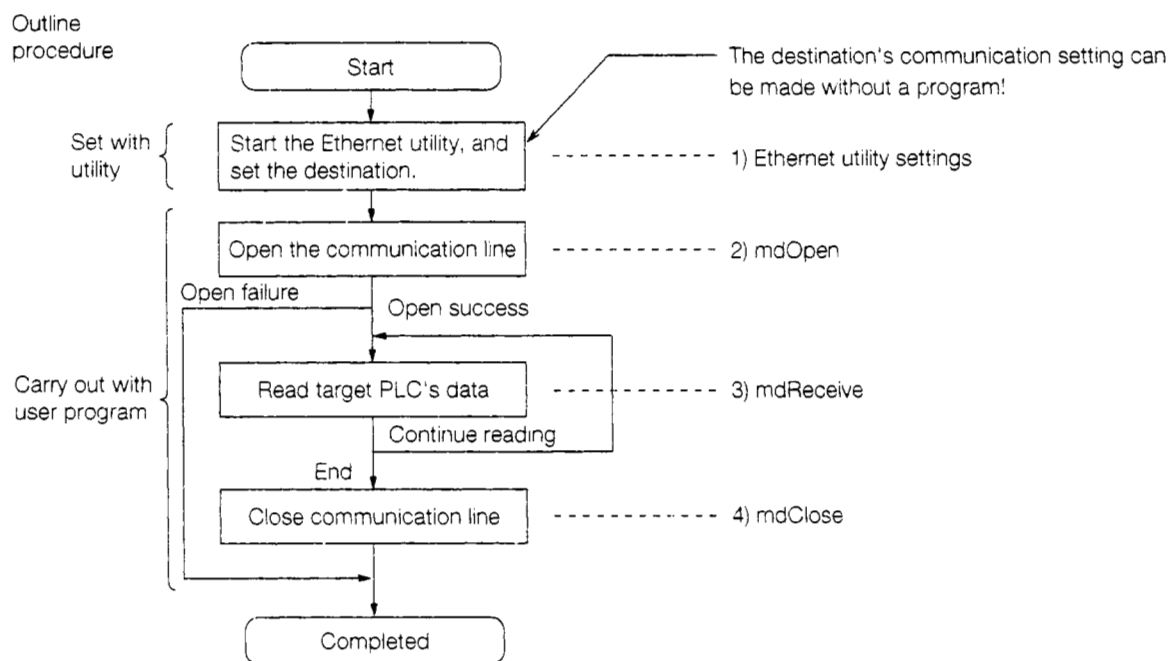 Outline
procedure
Start
The destination's communication setting can
be made without a program!
Set with
utility
Start the Ethernet utility, and
set the destination.
1) Ethernet utility settings
Open the communication line
2) mdOpen
Open failure
Open success
Carry out with
user program
Read target PLC's data
3) mdReceive
Continue reading
End
Close communication line
4) mdClose
Completed